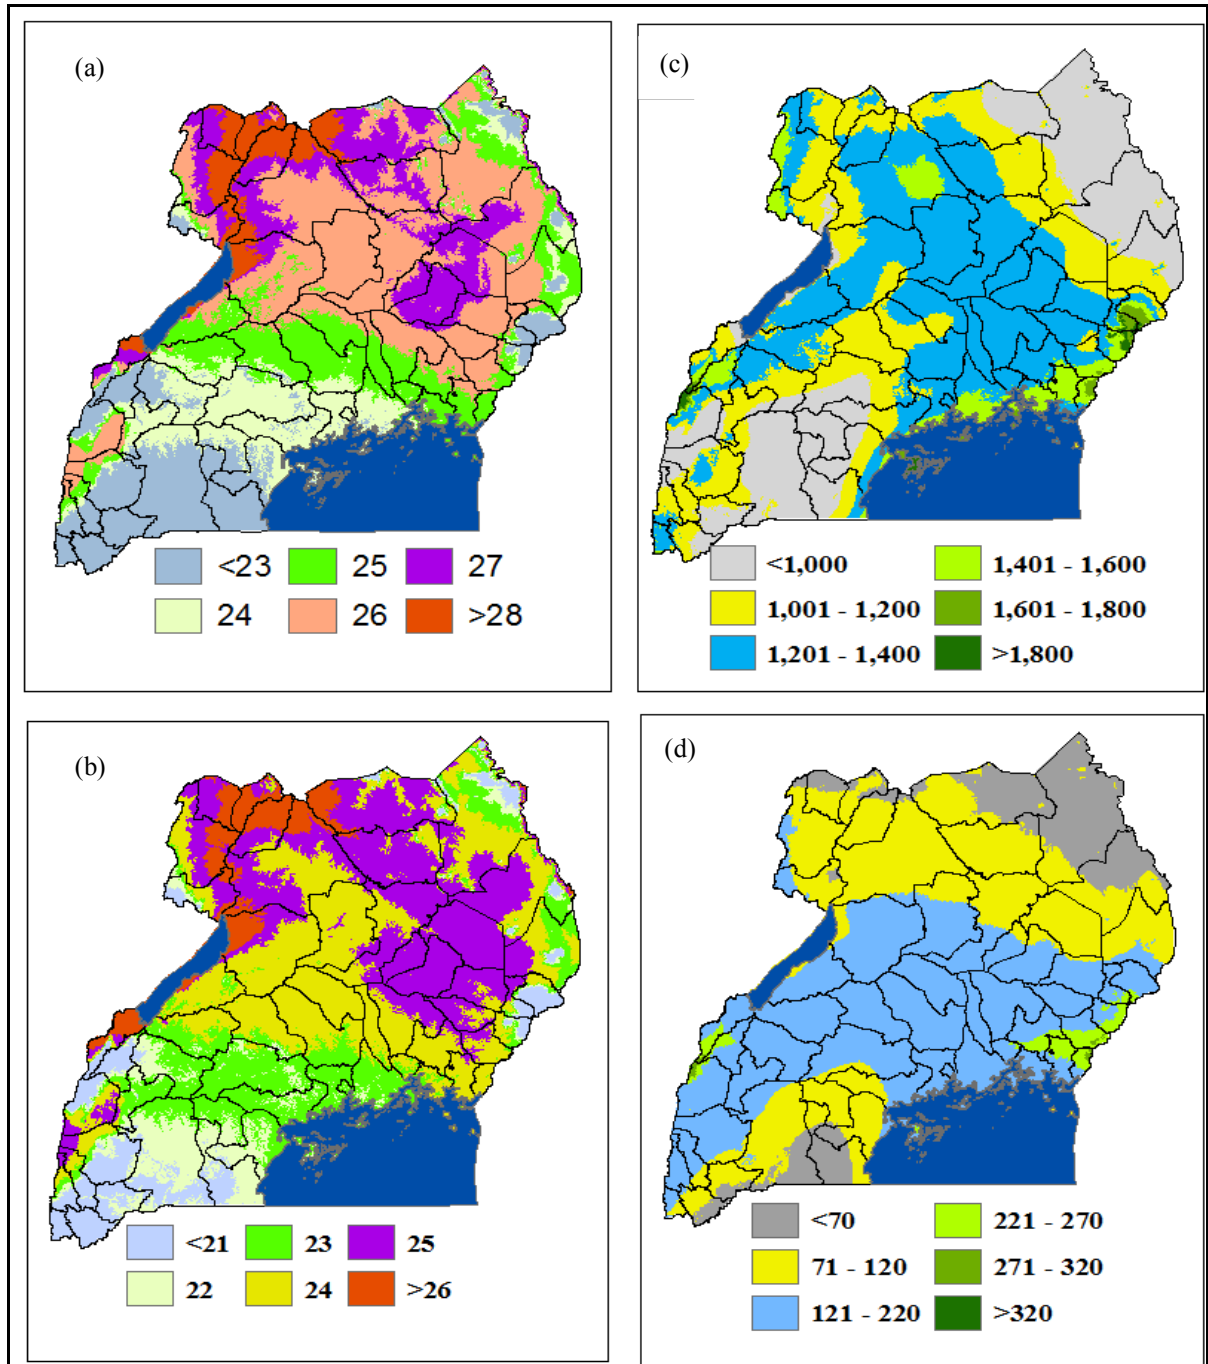 (a)
<23 25 27
24 26 >28
(c)
<1,000 1,401 - 1,600
1,001 - 1,200 1,601 - 1,800
1,201 - 1,400 >1,800
(b)
<21 23 25
22 24 >26
(d)
<70 221 - 270
71 - 120 271 - 320
121 - 220 >320